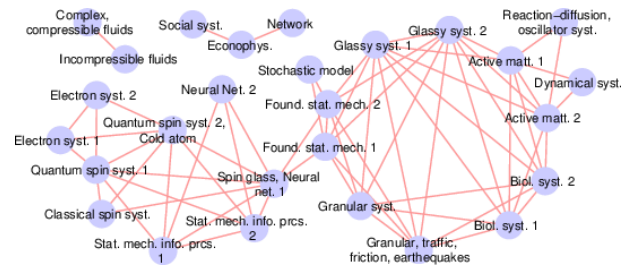 Complex,
compressible fluids
Incompressible fluids
Social syst.
Network
Econophys.
Glassy syst. 2
Glassy syst. 1
Reaction−diffusion,
oscillator syst.
Active matt. 1
Stochastic model
Dynamical syst.
Electron syst. 2
Neural Net. 2
Found. stat. mech. 2
Active matt. 2
Quantum spin syst. 2,
Cold atom
Electron syst. 1
Found. stat. mech. 1
Quantum spin syst. 1
Spin glass, Neural
net. 1
Biol. syst. 2
Classical spin syst.
Granular syst.
Stat. mech. info. prcs.
2
Biol. syst. 1
Stat. mech. info. prcs.
1
Granular, traffic,
friction, earthequakes